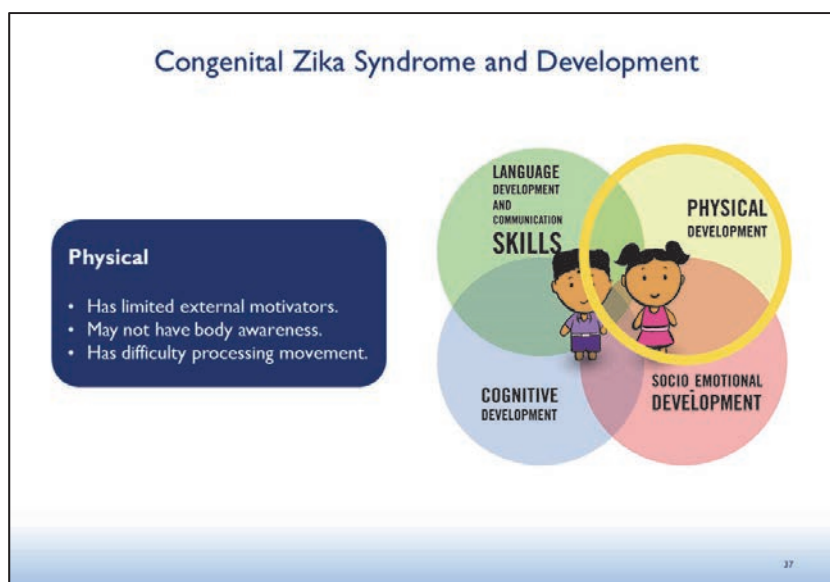 Congenital Zika Syndrome and Development
Physical
• Has limited external motivators.
• May not have body awareness.
• Has difficulty processing movement.
LANGUAGE
DEVELOPMENT
AND
COMMUNICATION
SKILLS
PHYSICAL
DEVELOPMENT
COGNITIVE
DEVELOPMENT
SOCIO_EMOTIONAL
DEVELOPMENT
37